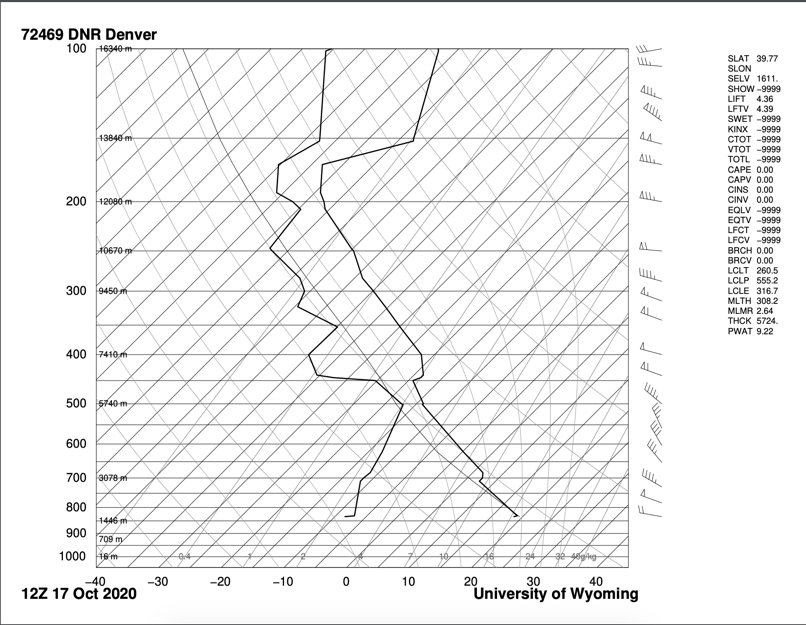 72469 DNR Denver
100
16340 m
13840 m
200
12080 m
10670 m
300
9450 m
400
7410 m
500
5740 m
600
700
3078 m
800
1446 m
900
709 m
1000
16 m
0.4 1 2 4 7 10 16 24 32 40g/kg
−40 −30 −20 −10 0 10 20 30 40
12Z 17 Oct 2020
University of Wyoming
SLAT 39.77
SLON
SELV 1611.
SHOW −9999
LIFT 4.36
LFTV 4.39
SWET −9999
KINX −9999
CTOT −9999
VTOT −9999
TOTL −9999
CAPE 0.00
CAPV 0.00
CINS 0.00
CINV 0.00
EQLV −9999
EQTV −9999
LFCT −9999
LFCV −9999
BRCH 0.00
BRCV 0.00
LCLT 260.5
LCLP 555.2
LCLE 316.7
MLTH 308.2
MLMR 2.64
THCK 5724.
PWAT 9.22